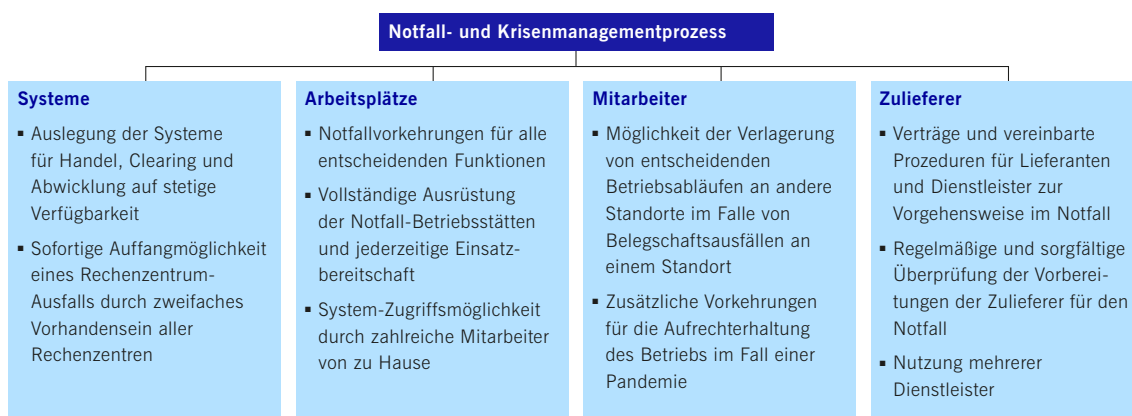 Notfall- und Krisenmanagementprozess
Systeme
▪ Auslegung der Systeme
für Handel, Clearing und
Abwicklung auf stetige
Verfügbarkeit
▪ Sofortige Auffangmöglichkeit
eines Rechenzentrum-
Ausfalls durch zweifaches
Vorhandensein aller
Rechenzentren
Arbeitsplätze
▪ Notfallvorkehrungen für alle
entscheidenden Funktionen
▪ Vollständige Ausrüstung
der Notfall-Betriebsstätten
und jederzeitige Einsatz-
bereitschaft
▪ System-Zugriffsmöglichkeit
durch zahlreiche Mitarbeiter
von zu Hause
Mitarbeiter
▪ Möglichkeit der Verlagerung
von entscheidenden
Betriebsabläufen an andere
Standorte im Falle von
Belegschaftsausfällen an
einem Standort
▪ Zusätzliche Vorkehrungen
für die Aufrechterhaltung
des Betriebs im Fall einer
Pandemie
Zulieferer
▪ Verträge und vereinbarte
Prozeduren für Lieferanten
und Dienstleister zur
Vorgehensweise im Notfall
▪ Regelmäßige und sorgfältige
Überprüfung der Vorberei-
tungen der Zulieferer für den
Notfall
▪ Nutzung mehrerer
Dienstleister